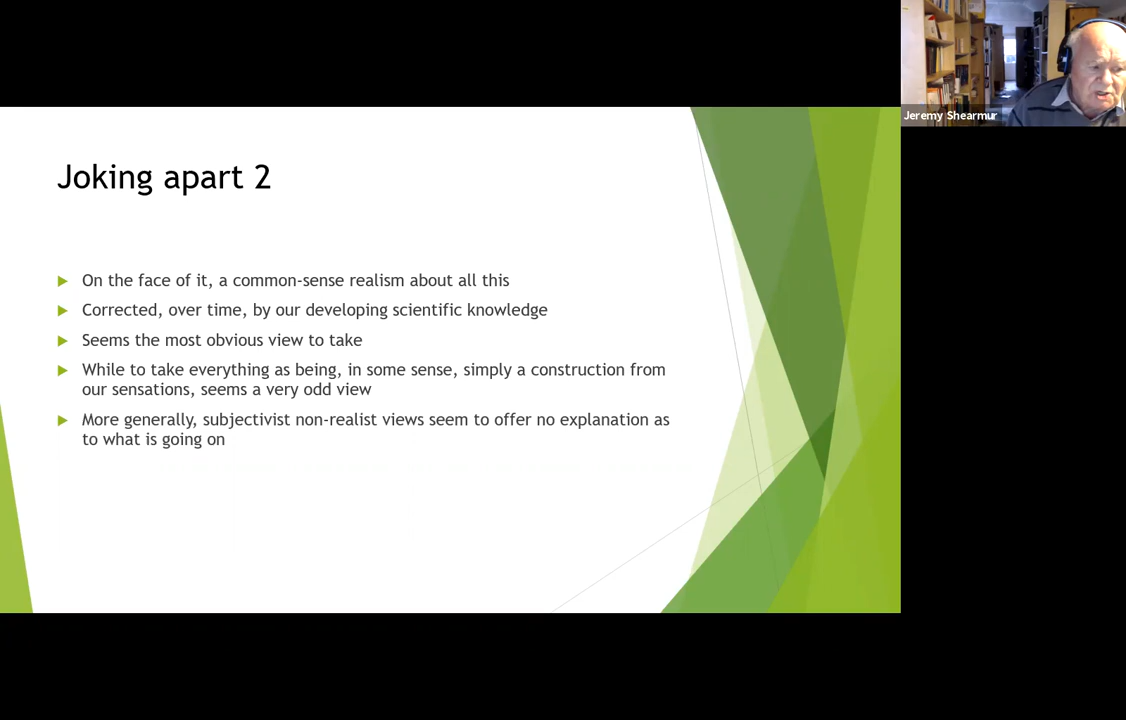 Jeremy Shearmur
Joking apart 2
On the face of it, a common-sense realism about all this
Corrected, over time, by our developing scientific knowledge
Seems the most obvious view to take
While to take everything as being, in some sense, simply a construction from
our sensations, seems a very odd view
More generally, subjectivist non-realist views seem to offer no explanation as
to what is going on